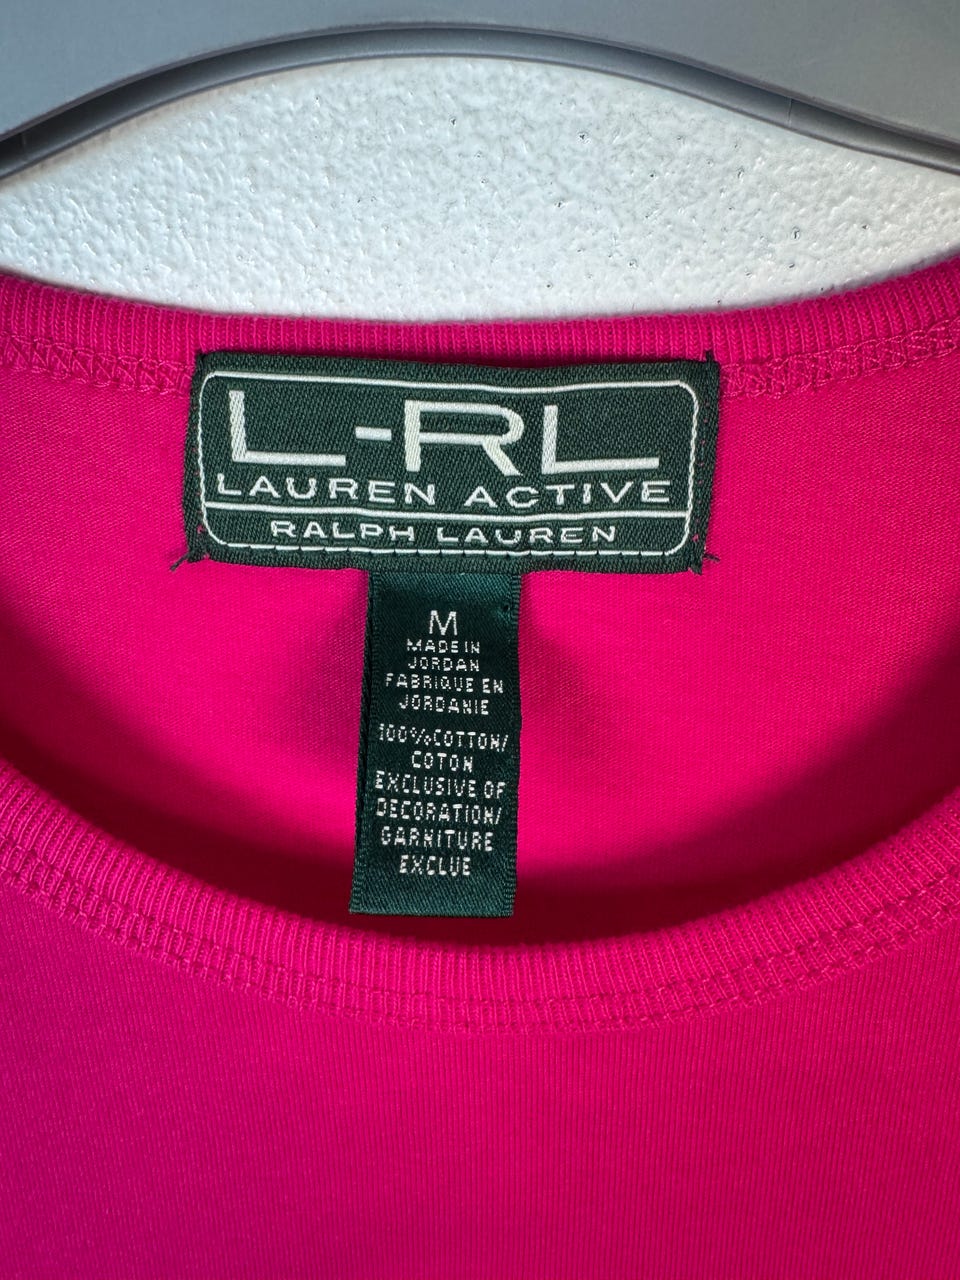 L-RL
LAUREN ACTIVE
RALPH LAUREN
M
MADE IN
JORDAN
FABRIQUE EN
JORDANIE
100%COTTON/
COTON
EXCLUSIVE OF
DECORATION/
GARNITURE
EXCLUE